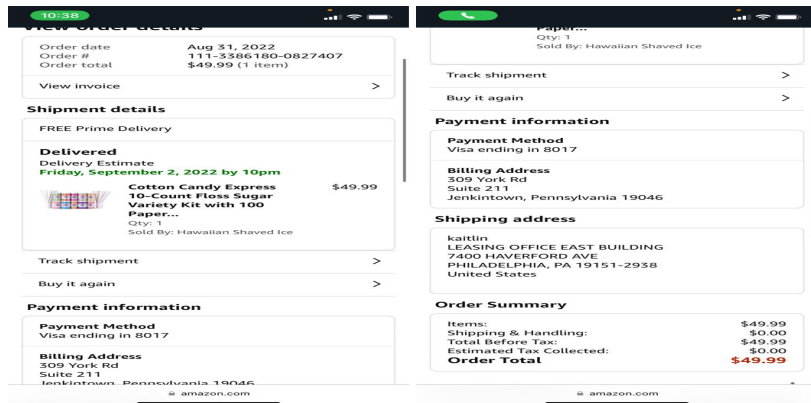 10:38
View order details
Order date Aug 31, 2022
Order # 111-3386180-0827407
Order total $49.99 (1 item)
View invoice >
Shipment details
FREE Prime Delivery
Delivered
Delivery Estimate
Friday, September 2, 2022 by 10pm
Cotton Candy Express $49.99
10-Count Floss Sugar
Variety Kit with 100
Paper...
Qty: 1
Sold By: Hawaiian Shaved Ice
Track shipment >
Buy it again >
Payment information
Payment Method
Visa ending in 8017
Billing Address
309 York Rd
Suite 211
Jenkintown, Pennsylvania 19046
amazon.com
Paper...
Qty: 1
Sold By: Hawaiian Shaved Ice
Track shipment >
Buy it again >
Payment information
Payment Method
Visa ending in 8017
Billing Address
309 York Rd
Suite 211
Jenkintown, Pennsylvania 19046
Shipping address
kaitlin
LEASING OFFICE EAST BUILDING
7400 HAVERFORD AVE
PHILADELPHIA, PA 19151-2938
United States
Order Summary
Items: $49.99
Shipping & Handling: $0.00
Total Before Tax: $49.99
Estimated Tax Collected: $0.00
Order Total $49.99
amazon.com